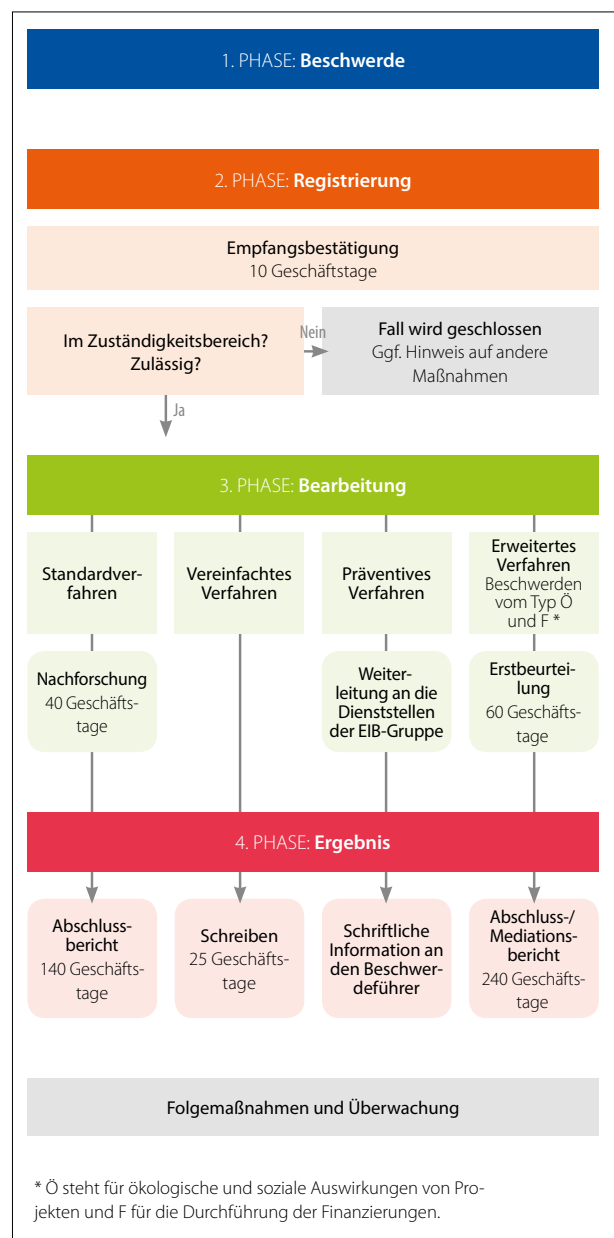 1. PHASE: Beschwerde
2. PHASE: Registrierung
Empfangsbestätigung
10 Geschäftstage
Im Zuständigkeitsbereich?
Zulässig?
Nein
Fall wird geschlossen
Ggf. Hinweis auf andere
Maßnahmen
Ja
3. PHASE: Bearbeitung
Standardver-
fahren
Vereinfachtes
Verfahren
Präventives
Verfahren
Erweitertes
Verfahren
Beschwerden
vom Typ Ö
und F *
Nachforschung
40 Geschäfts-
tage
Weiter-
leitung an die
Dienststellen
der EIB-Gruppe
Erstbeurtei-
lung
60 Geschäfts-
tage
4. PHASE: Ergebnis
Abschluss-
bericht
140 Geschäfts-
tage
Schreiben
25 Geschäfts-
tage
Schriftliche
Information an
den Beschwer-
deführer
Abschluss-/
Mediations-
bericht
240 Geschäfts-
tage
Folgemaßnahmen und Überwachung
* Ö steht für ökologische und soziale Auswirkungen von Pro-
jekten und F für die Durchführung der Finanzierungen.